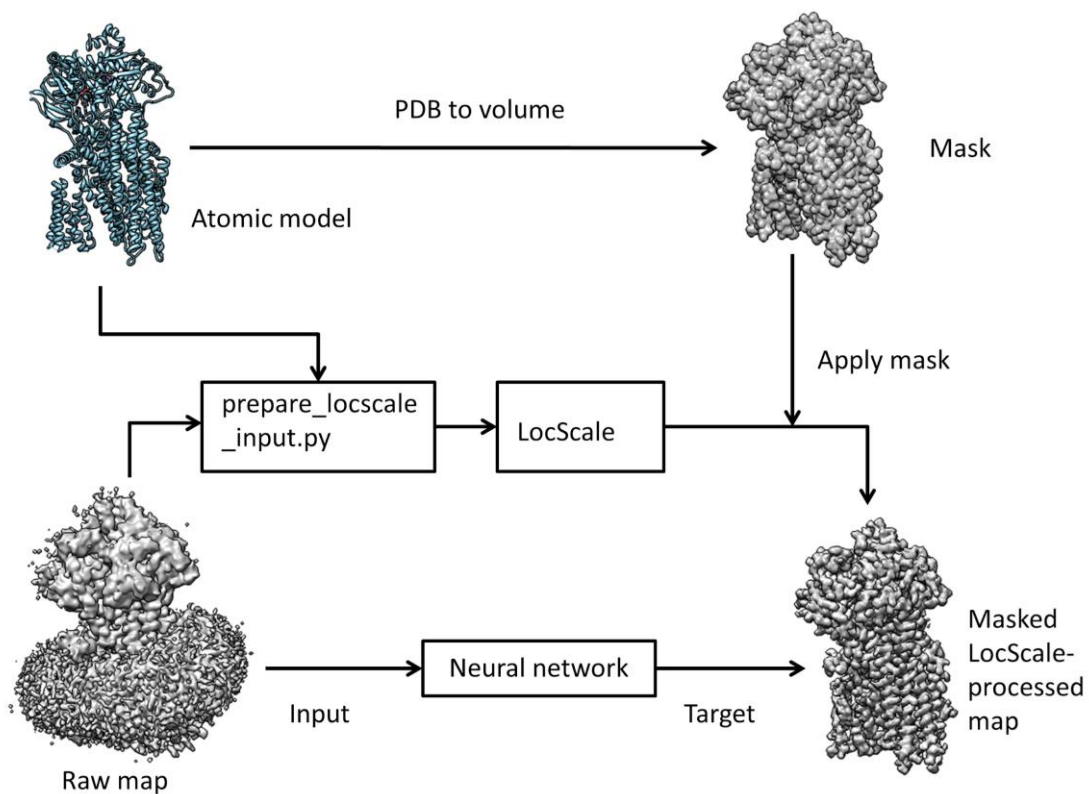 PDB to volume
Mask
Atomic model
Apply mask
prepare_locscale
_input.py
LocScale
Masked
LocScale-
processed
map
Neural network
Input
Target
Raw map